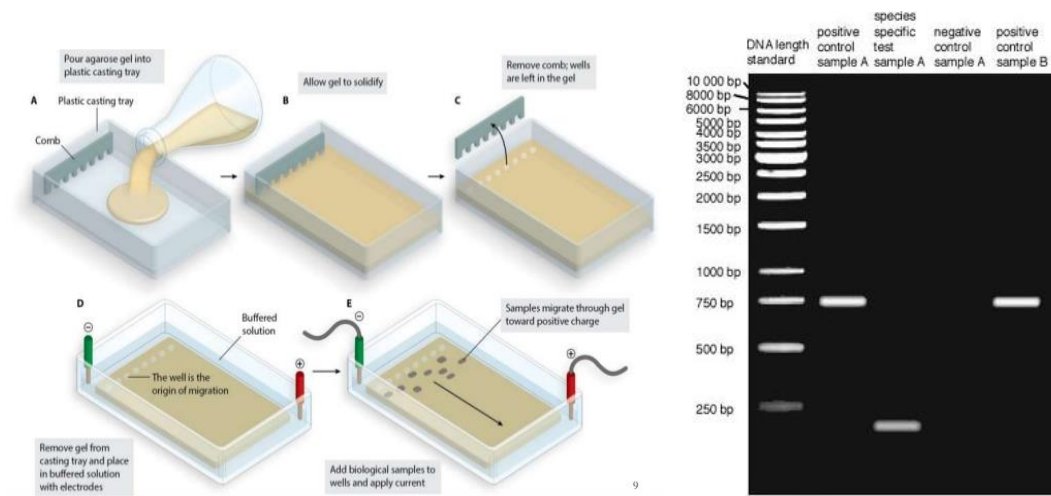 Pour agarose gel into
plastic casting tray
A
Plastic casting tray
Comb
B
Allow gel to solidify
C
Remove comb; wells
are left in the gel
D
Buffered
solution
The well is the
origin of migration
Remove gel from
casting tray and place
in buffered solution
with electrodes
E
Samples migrate through gel
toward positive charge
Add biological samples to
wells and apply current
9
DNA length
standard
positive
control
sample A
species
specific
test
sample A
negative
control
sample A
positive
control
sample B
10 000 bp
8000 bp
6000 bp
5000 bp
4000 bp
3500 bp
3000 bp
2500 bp
2000 bp
1500 bp
1000 bp
750 bp
500 bp
250 bp